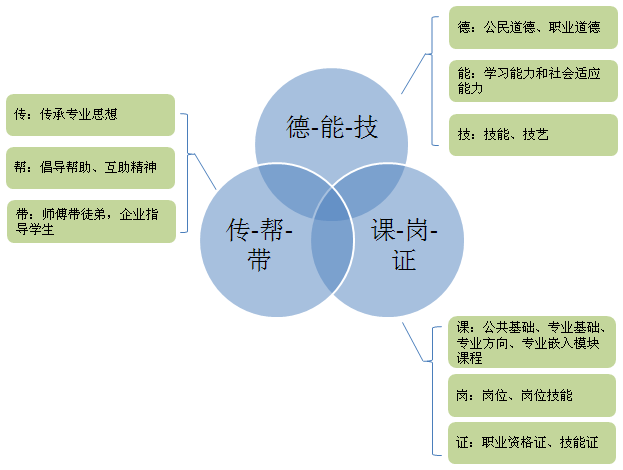 德：公民道德、职业道德
能：学习能力和社会适应
能力
技：技能、技艺
德-能-技
传：传承专业思想
帮：倡导帮助、互助精神
带：师傅带徒弟，企业指
导学生
传-帮-
带
课-岗-
证
课：公共基础、专业基础、
专业方向、专业嵌入模块
课程
岗：岗位、岗位技能
证：职业资格证、技能证